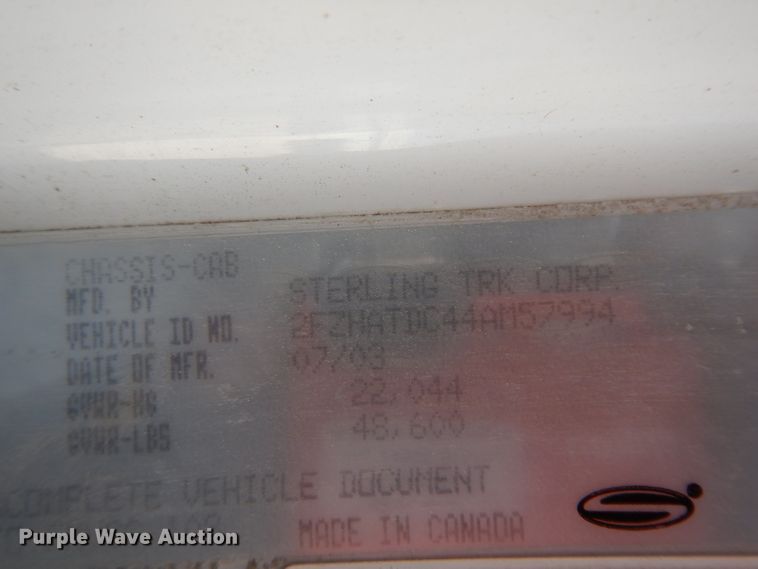 CHASSIS-CAB
MFD. BY STERLING TRK CORP.
VEHICLE ID NO. 2FZHATDC44AM57994
DATE OF MFR. 07/03
GVWR-KG 22,044
GVWR-LBS 48,600
COMPLETE VEHICLE DOCUMENT
MADE IN CANADA
Purple Wave Auction